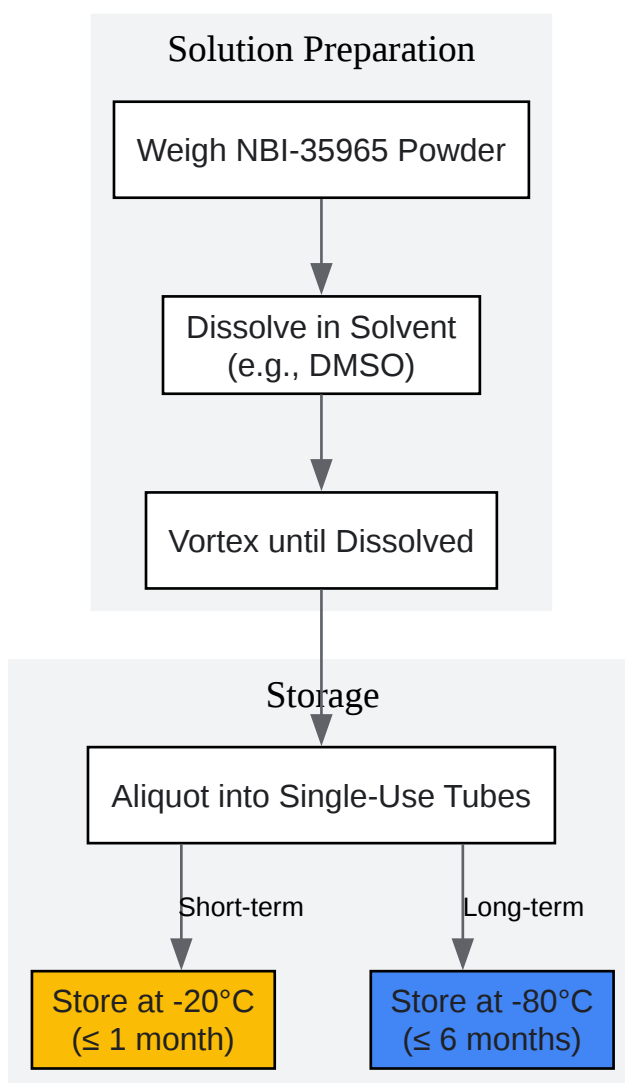 Solution Preparation
Weigh NBI-35965 Powder
Dissolve in Solvent
(e.g., DMSO)
Vortex until Dissolved
Storage
Aliquot into Single-Use Tubes
Short-term
Long-term
Store at -20°C
(≤ 1 month)
Store at -80°C
(≤ 6 months)